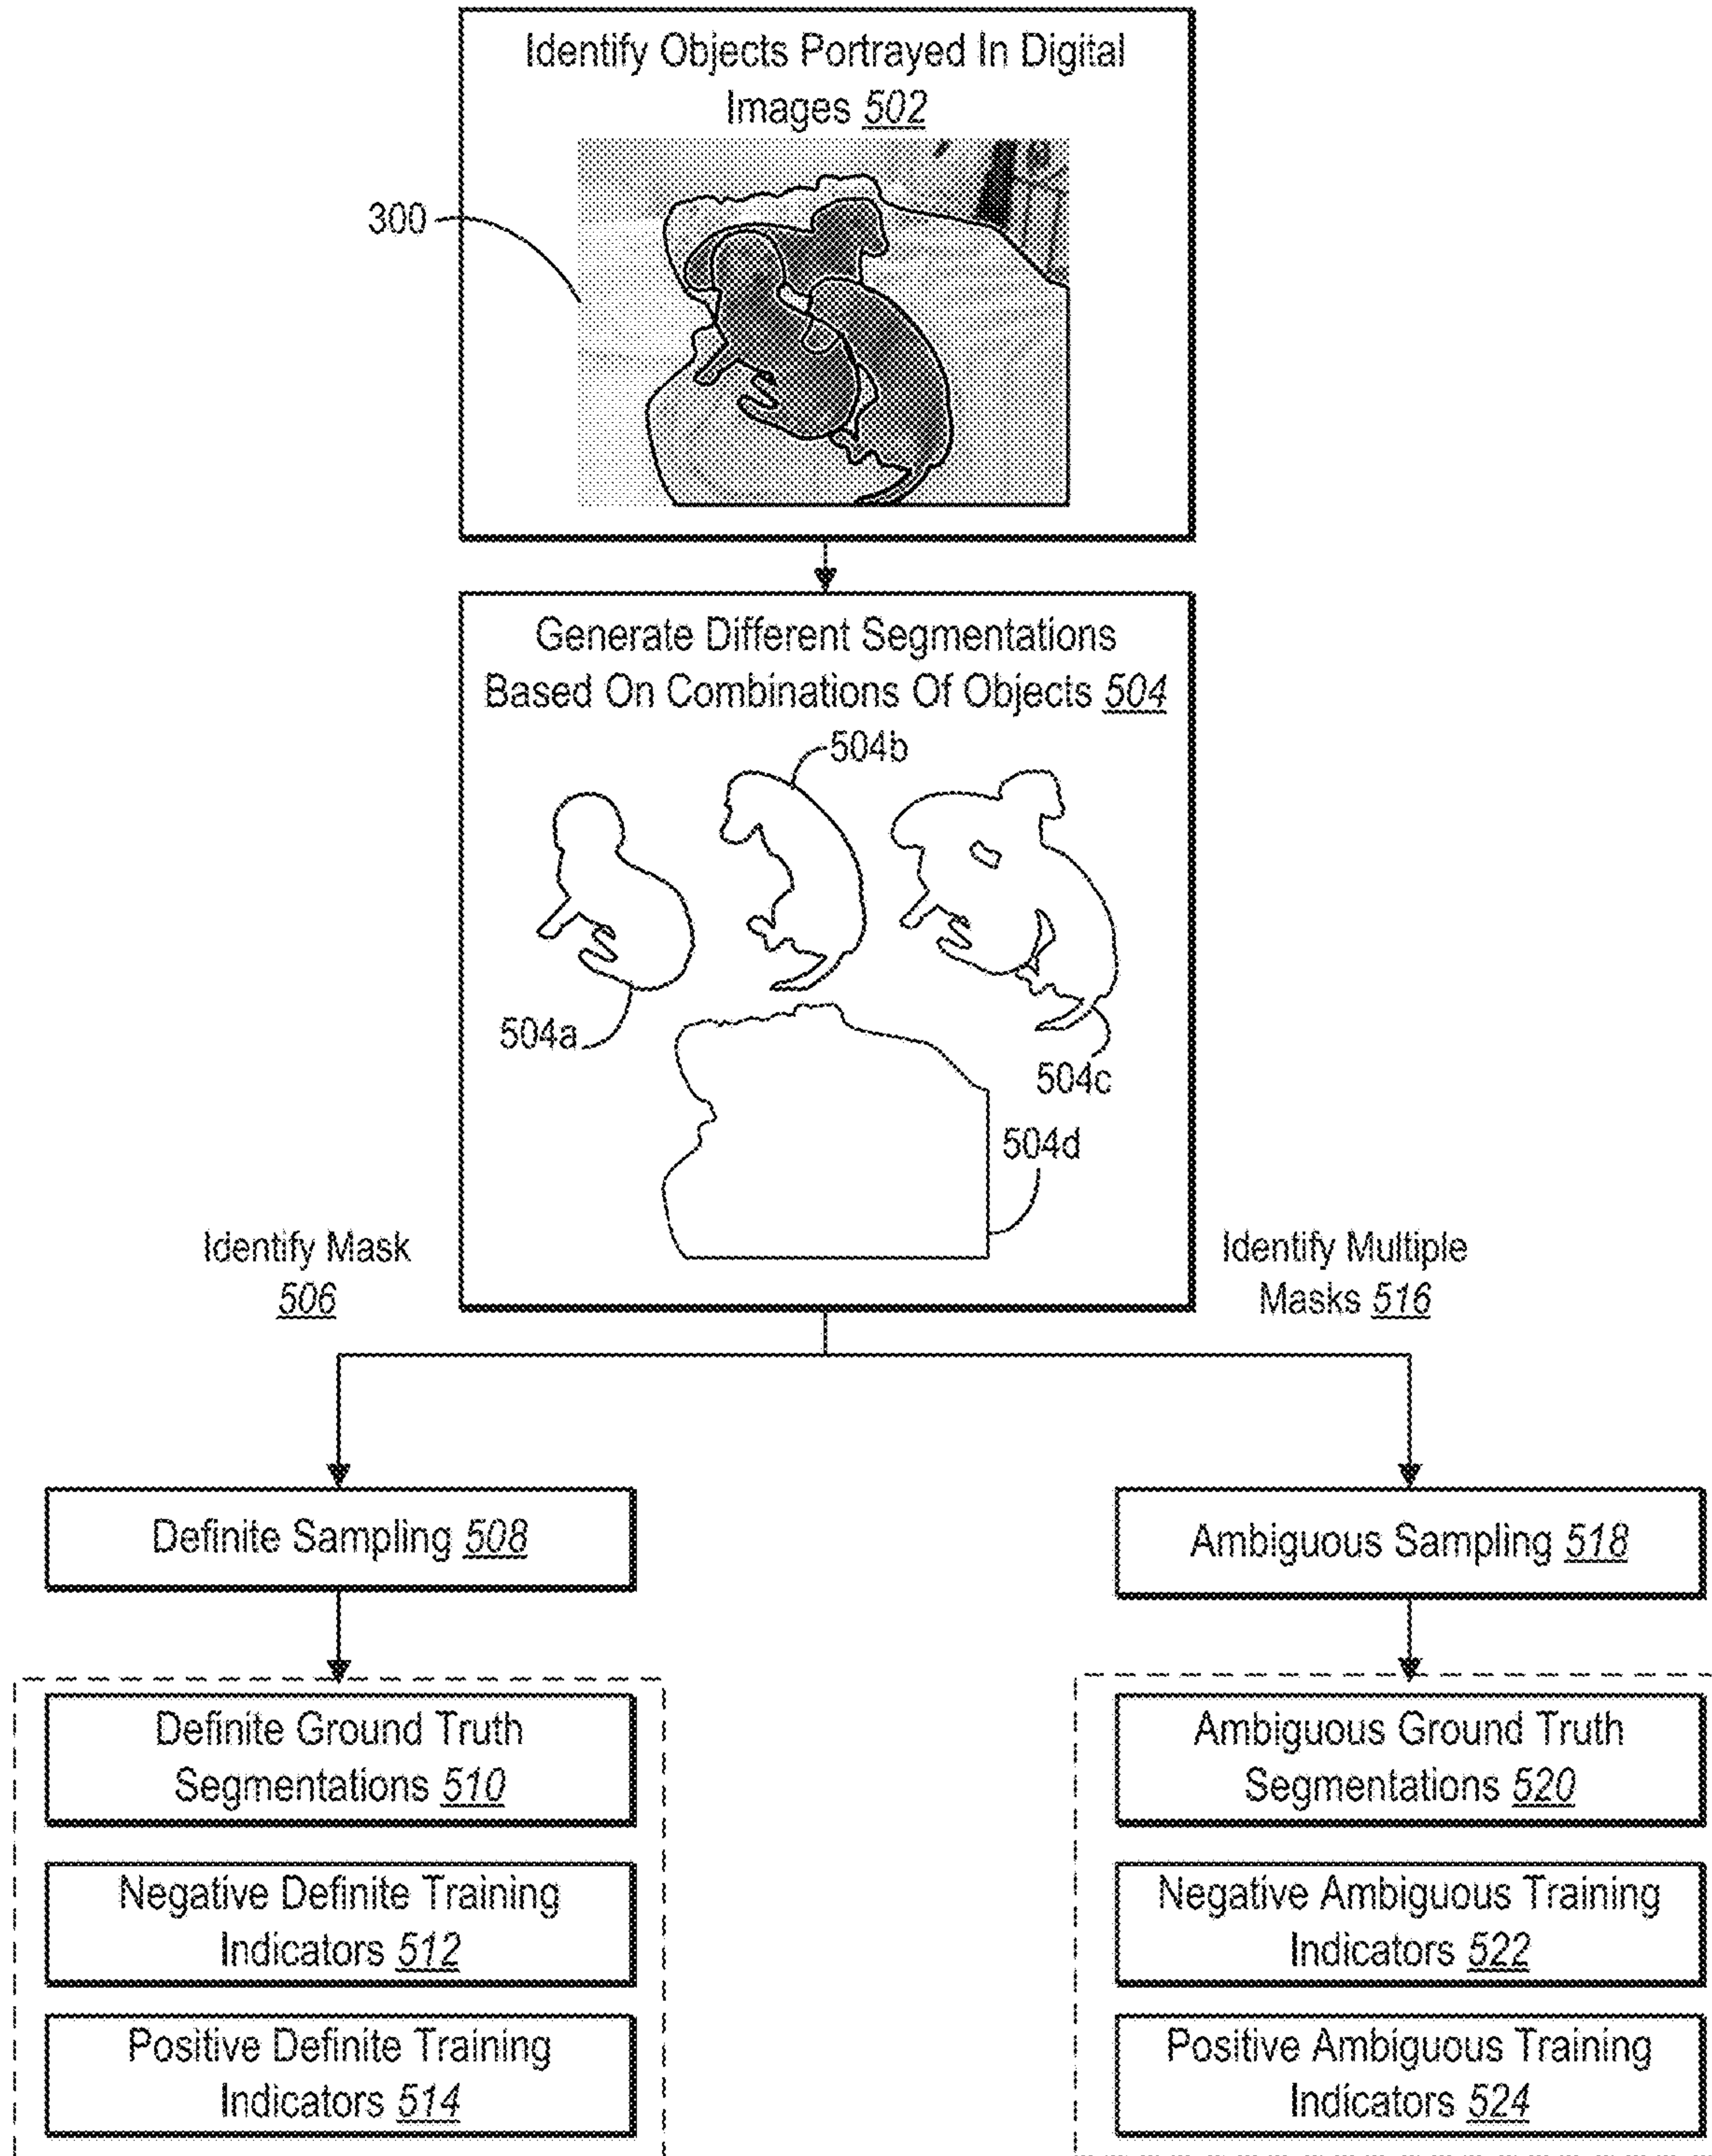 Identify Objects Portrayed In Digital
Images 502
300
Generate Different Segmentations
Based On Combinations Of Objects 504
504b
504a
504c
504d
Identify Mask
506
Identify Multiple
Masks 516
Definite Sampling 508
Ambiguous Sampling 518
Definite Ground Truth
Segmentations 510
Negative Definite Training
Indicators 512
Positive Definite Training
Indicators 514
Ambiguous Ground Truth
Segmentations 520
Negative Ambiguous Training
Indicators 522
Positive Ambiguous Training
Indicators 524